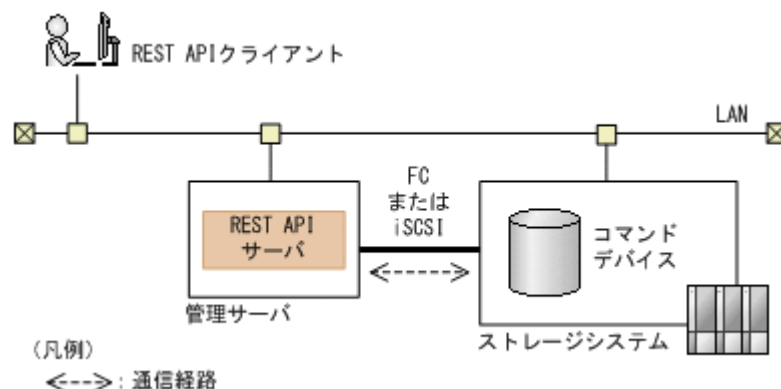 REST APIクライアント
LAN
FC
または
iSCSI
REST API
サーバ
コマンド
デバイス
管理サーバ
ストレージシステム
(凡例)
<--->:通信経路